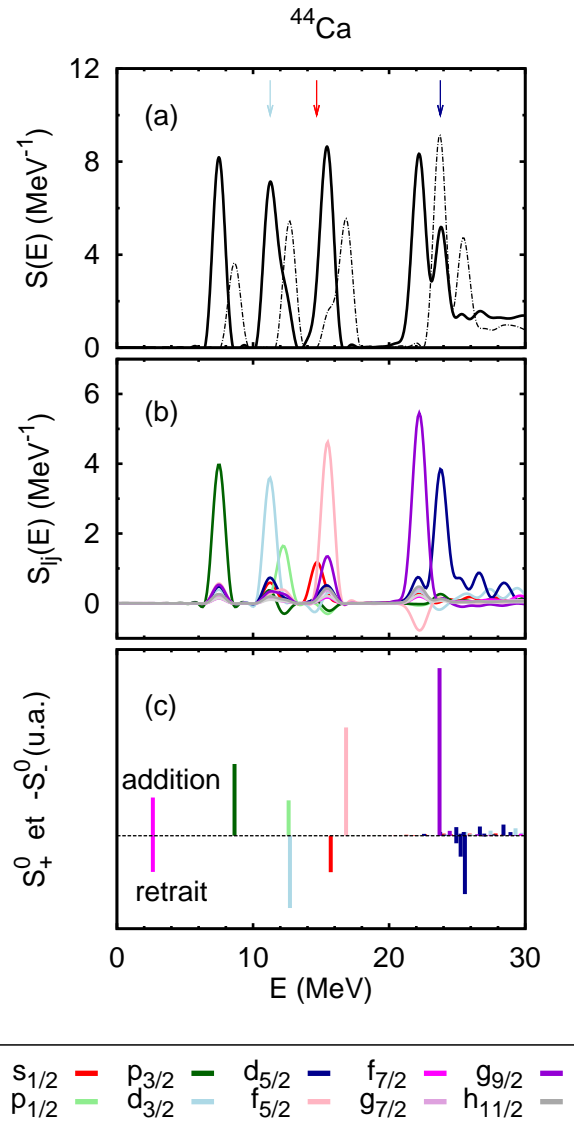 ⁴⁴Ca
12
(a)
8
4
0
S(E) (MeV⁻¹)
6
(b)
4
2
0
Sₗⱼ(E) (MeV⁻¹)
(c)
addition
retrait
S₊⁰ et -S₋⁰(u.a.)
0 10 20 30
E (MeV)
s₁/₂ p₃/₂ d₅/₂ f₇/₂ g₉/₂
p₁/₂ d₃/₂ f₅/₂ g₇/₂ h₁₁/₂